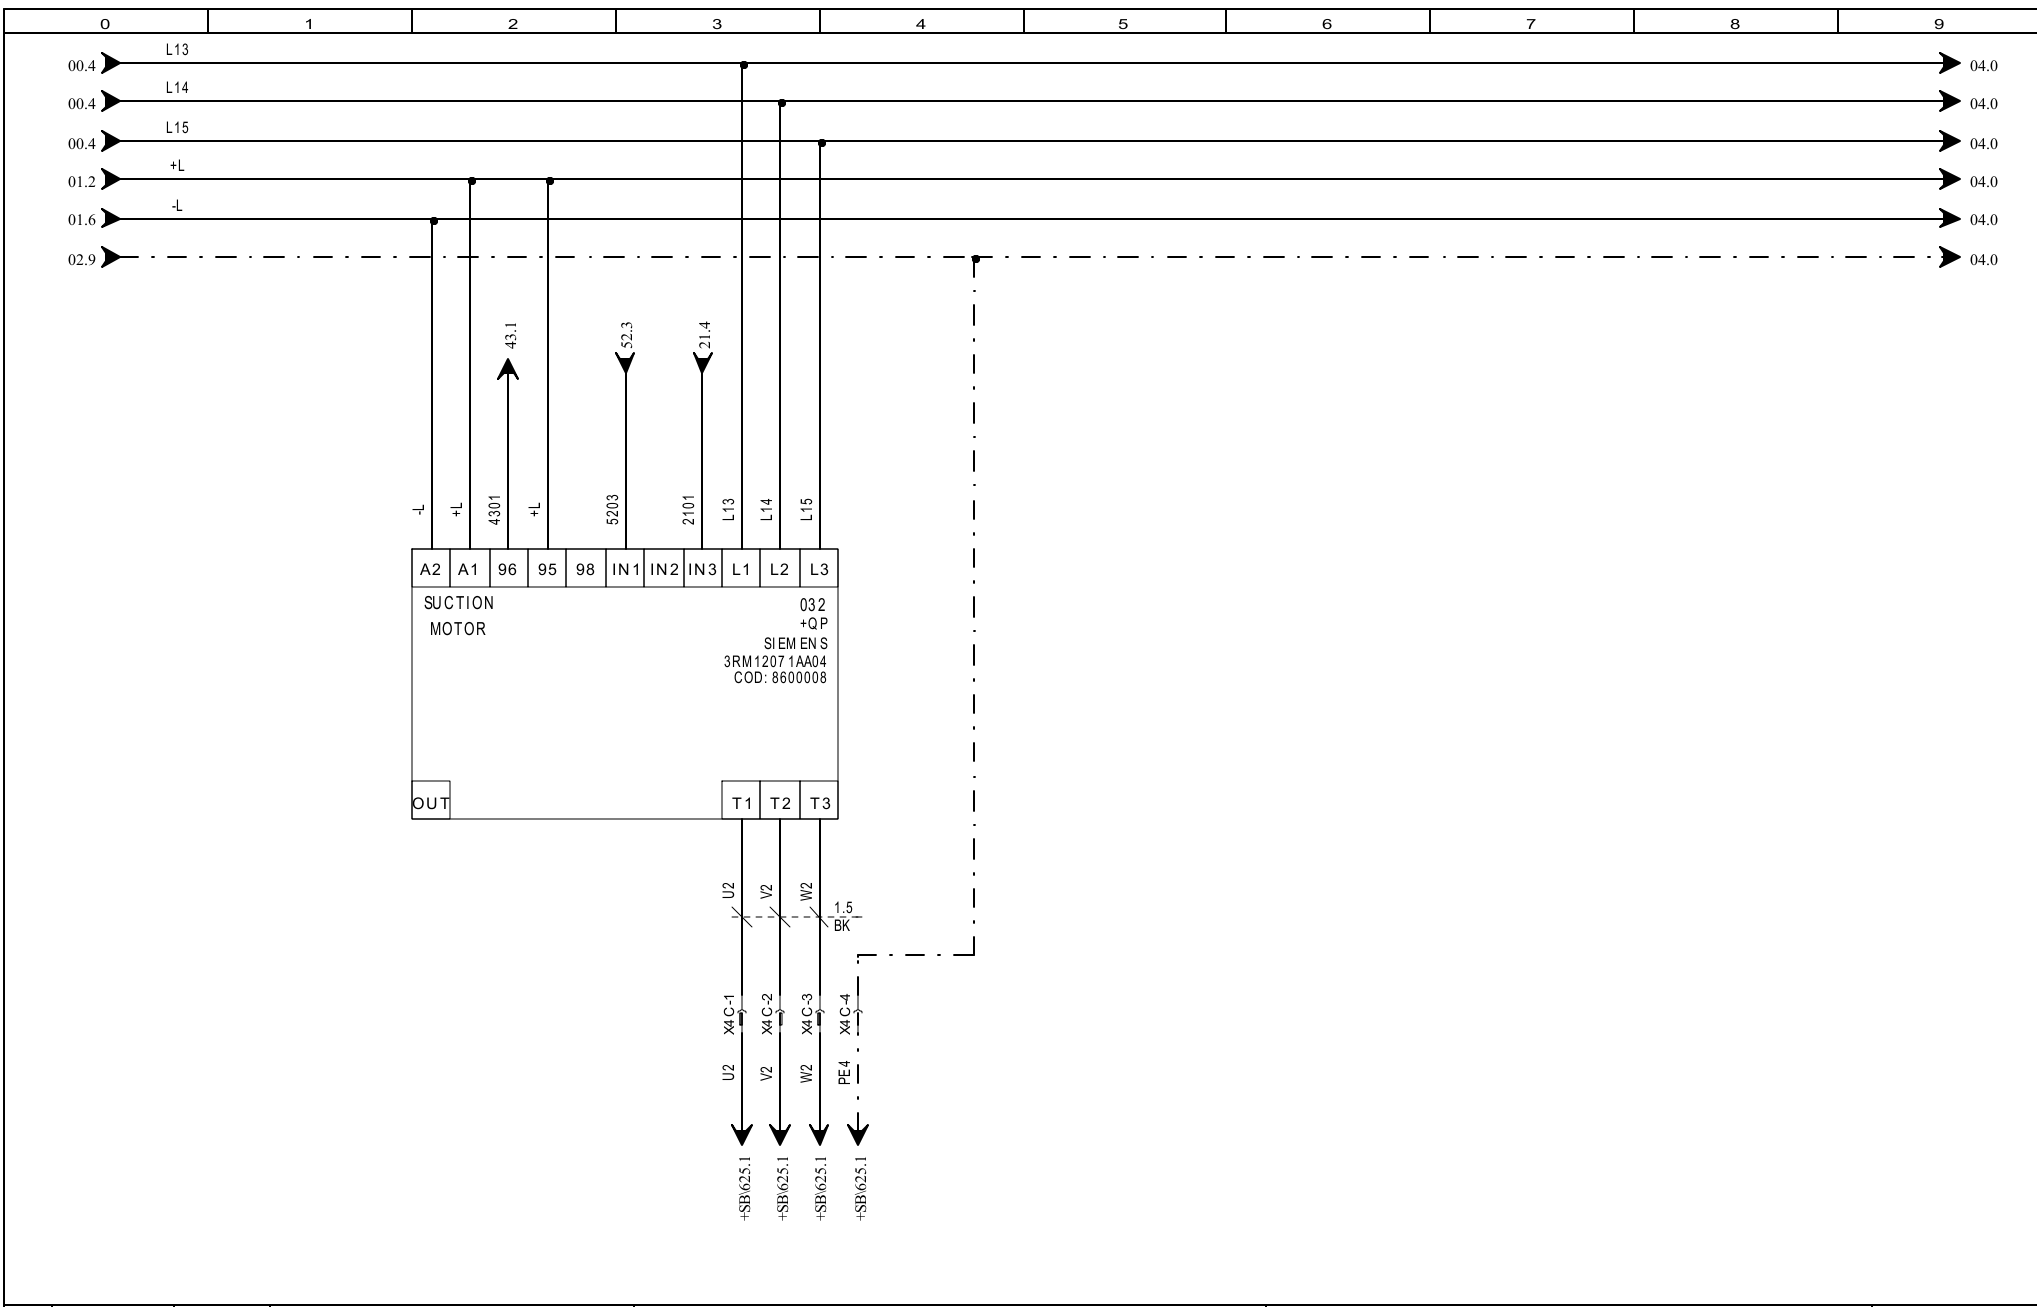 0 1 2 3 4 5 6 7 8 9
L13
00.4 04.0
L14
00.4 04.0
L15
00.4 04.0
+L
01.2 04.0
-L
01.6 04.0
02.9 04.0
43.1 52.3 21.4
-L +L 4301 +L 5203 2101 L13 L14 L15
A2 A1 96 95 98 IN1 IN2 IN3 L1 L2 L3
SUCTION
MOTOR
032
+QP
SIEMENS
3RM12071AA04
COD: 8600008
OUT T1 T2 T3
U2 V2 W2
1.5
BK
X4C-1 X4C-2 X4C-3 X4C-4
U2 V2 W2 PE4
+SB\625.1 +SB\625.1 +SB\625.1 +SB\625.1